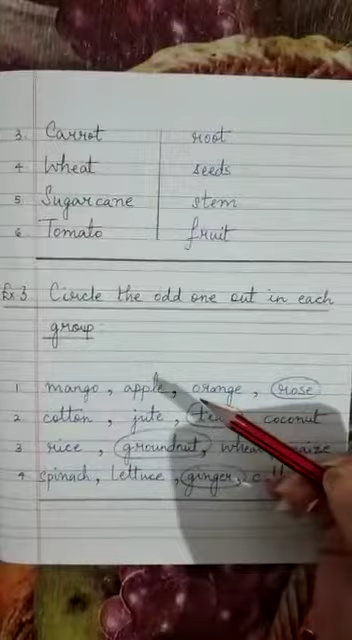 3. Carrot root
4 Wheat seeds
5 Sugarcane stem
6. Tomato fruit
Ex 3 Circle the odd one out in each
group:
1 mango, apple, orange, rose
2 cotton, jute, coconut
3 rice, groundnut,
4 spinach, lettuce, ginger,